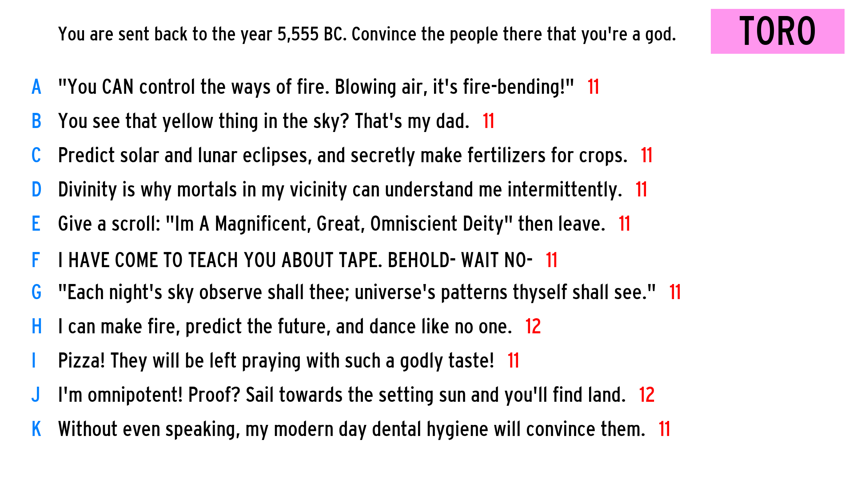 You are sent back to the year 5,555 BC. Convince the people there that you're a god.
TORO
A "You CAN control the ways of fire. Blowing air, it's fire-bending!" 11
B You see that yellow thing in the sky? That's my dad. 11
C Predict solar and lunar eclipses, and secretly make fertilizers for crops. 11
D Divinity is why mortals in my vicinity can understand me intermittently. 11
E Give a scroll: "Im A Magnificent, Great, Omniscient Deity" then leave. 11
F I HAVE COME TO TEACH YOU ABOUT TAPE. BEHOLD- WAIT NO- 11
G "Each night's sky observe shall thee; universe's patterns thyself shall see." 11
H I can make fire, predict the future, and dance like no one. 12
I Pizza! They will be left praying with such a godly taste! 11
J I'm omnipotent! Proof? Sail towards the setting sun and you'll find land. 12
K Without even speaking, my modern day dental hygiene will convince them. 11